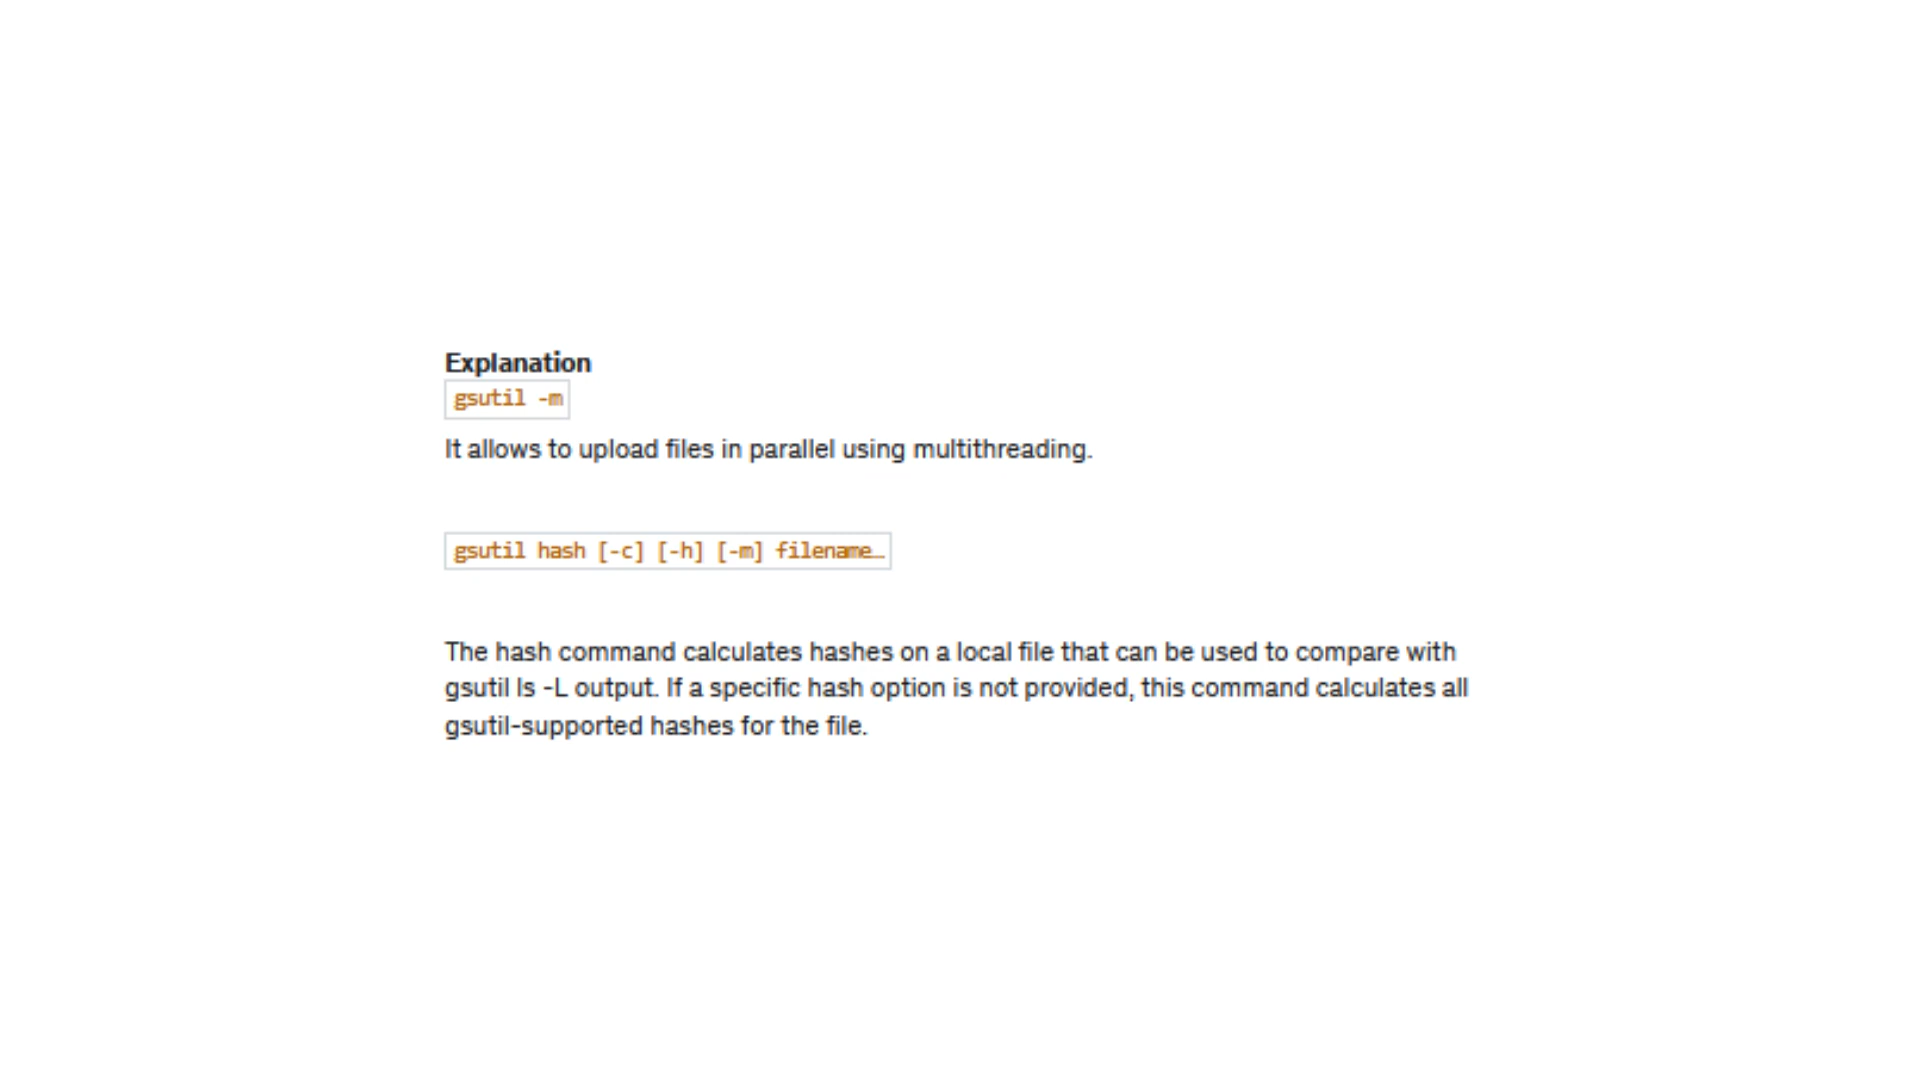 Explanation
gsutil -m
It allows to upload files in parallel using multithreading.
gsutil hash [-c] [-h] [-m] filename…
The hash command calculates hashes on a local file that can be used to compare with
gsutil ls -L output. If a specific hash option is not provided, this command calculates all
gsutil-supported hashes for the file.